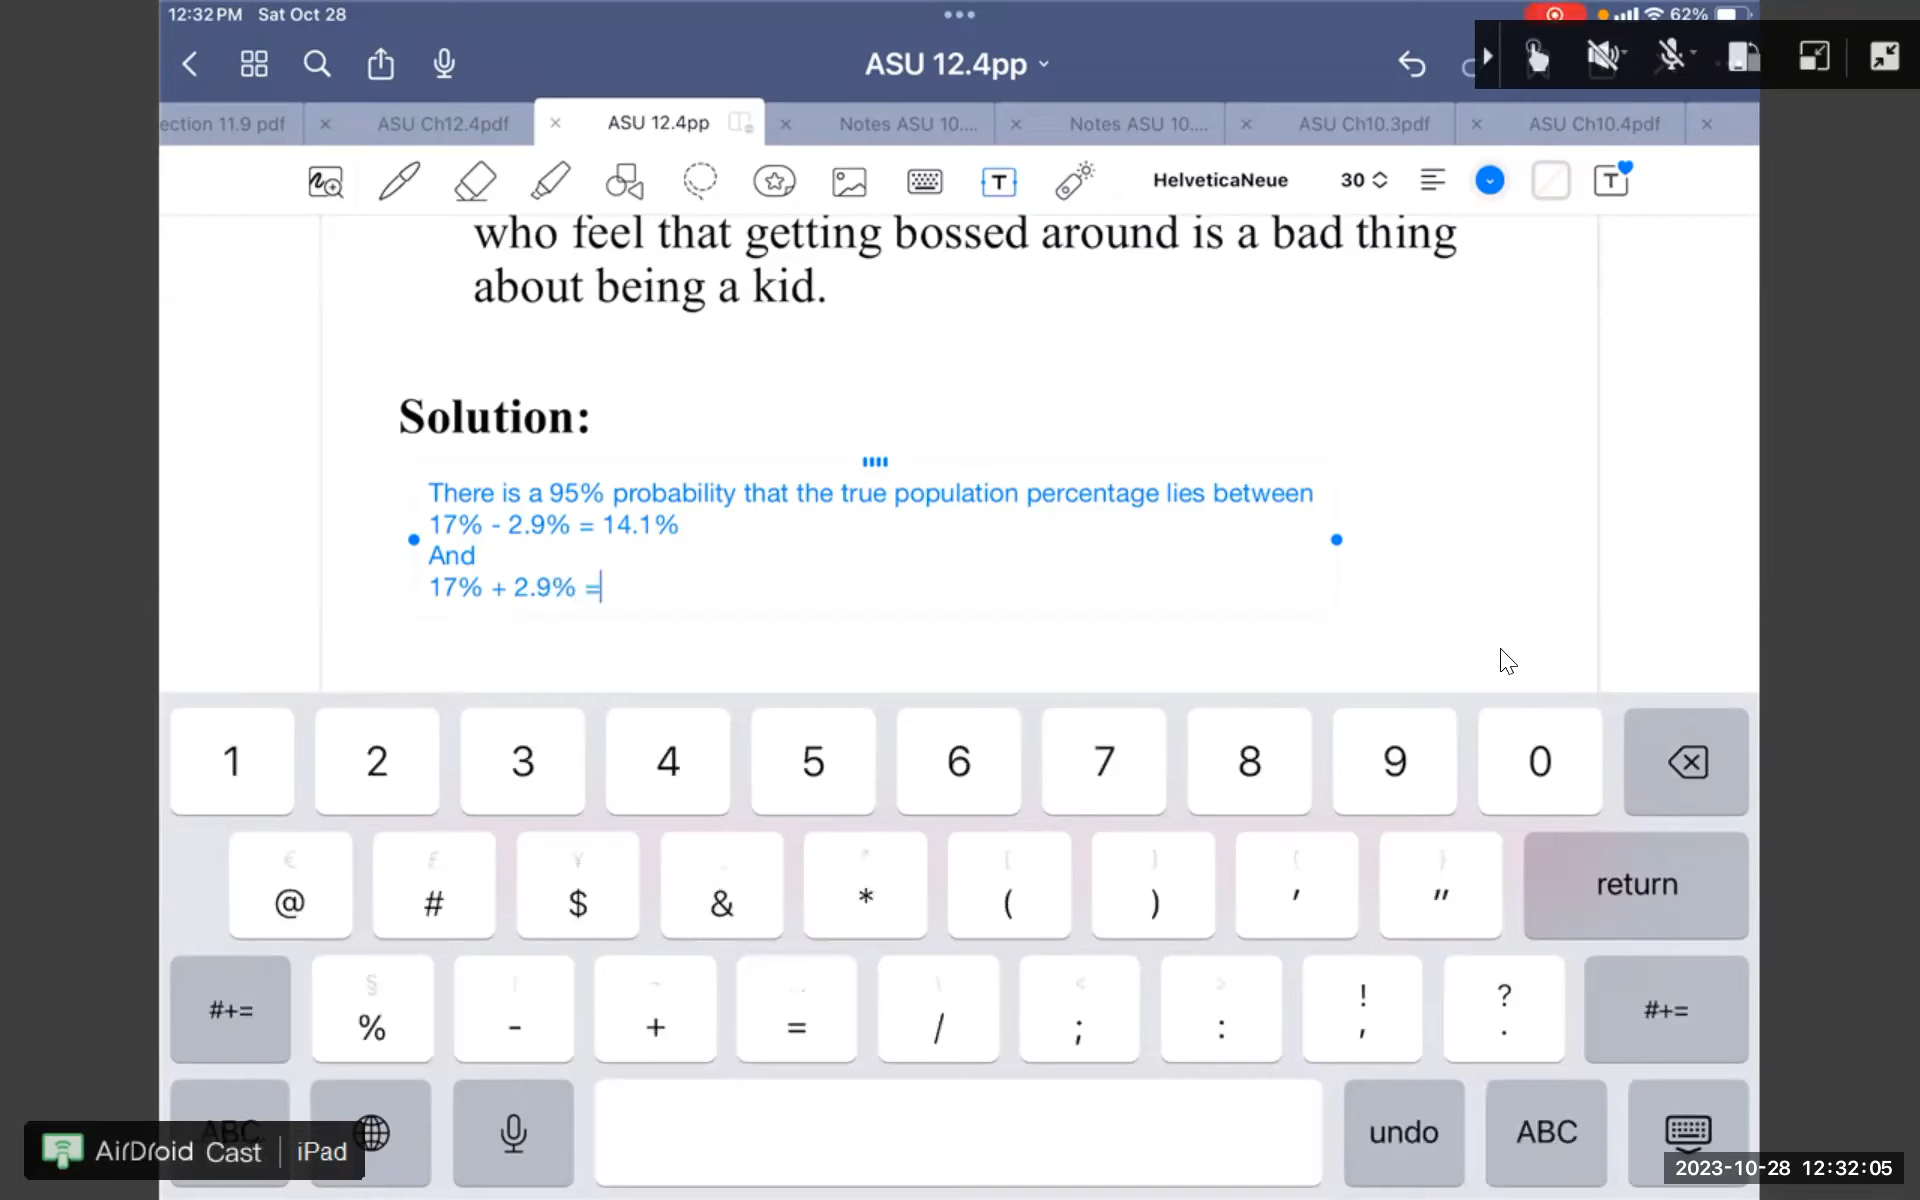 12:32 PM Sat Oct 28
62%
ASU 12.4pp
ection 11.9 pdf
ASU Ch12.4pdf
ASU 12.4pp
Notes ASU 10....
Notes ASU 10....
ASU Ch10.3pdf
ASU Ch10.4pdf
HelveticaNeue
30
who feel that getting bossed around is a bad thing
about being a kid.
Solution:
There is a 95% probability that the true population percentage lies between
17% - 2.9% = 14.1%
And
17% + 2.9% =
1 2 3 4 5 6 7 8 9 0
@ # $ & * ( ) ' " return
#+= % - + = / ; : ! , ? . #+=
ABC undo ABC
AirDroid Cast | iPad
2023-10-28 12:32:05